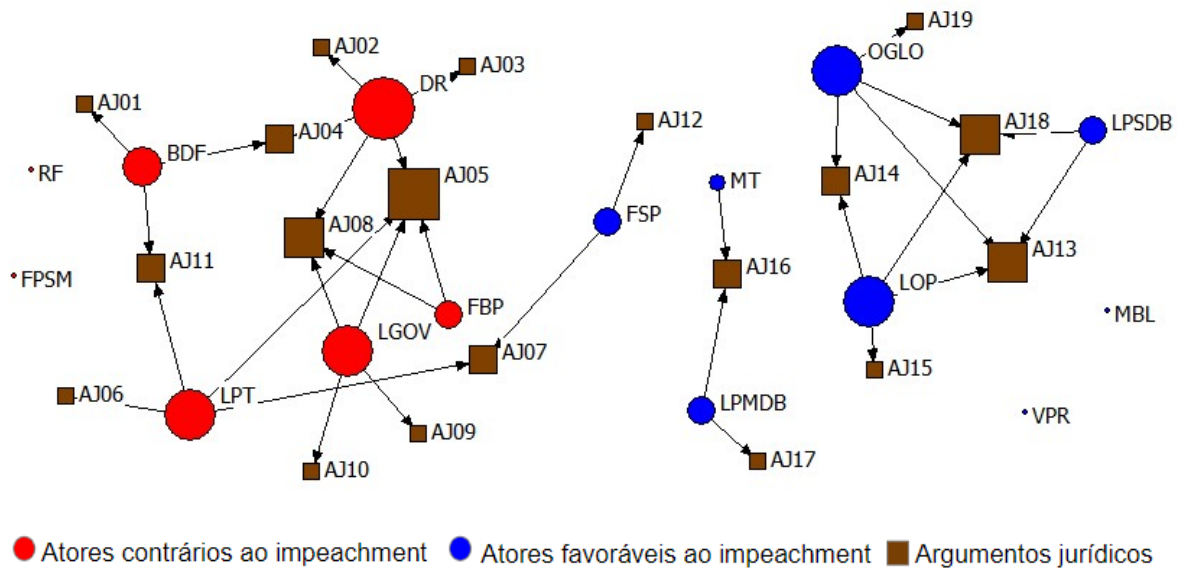 AJ02
AJ19
OGLO
DR
AJ03
AJ01
AJ12
AJ04
AJ18
LPSDB
BDF
RF
AJ05
MT
AJ14
FSP
AJ08
AJ13
AJ11
AJ16
FPSM
LOP
FBP
MBL
LGOV
AJ07
AJ15
AJ06
LPT
LPMDB
VPR
AJ09
AJ10
AJ17
Atores contrários ao impeachment Atores favoráveis ao impeachment Argumentos jurídicos